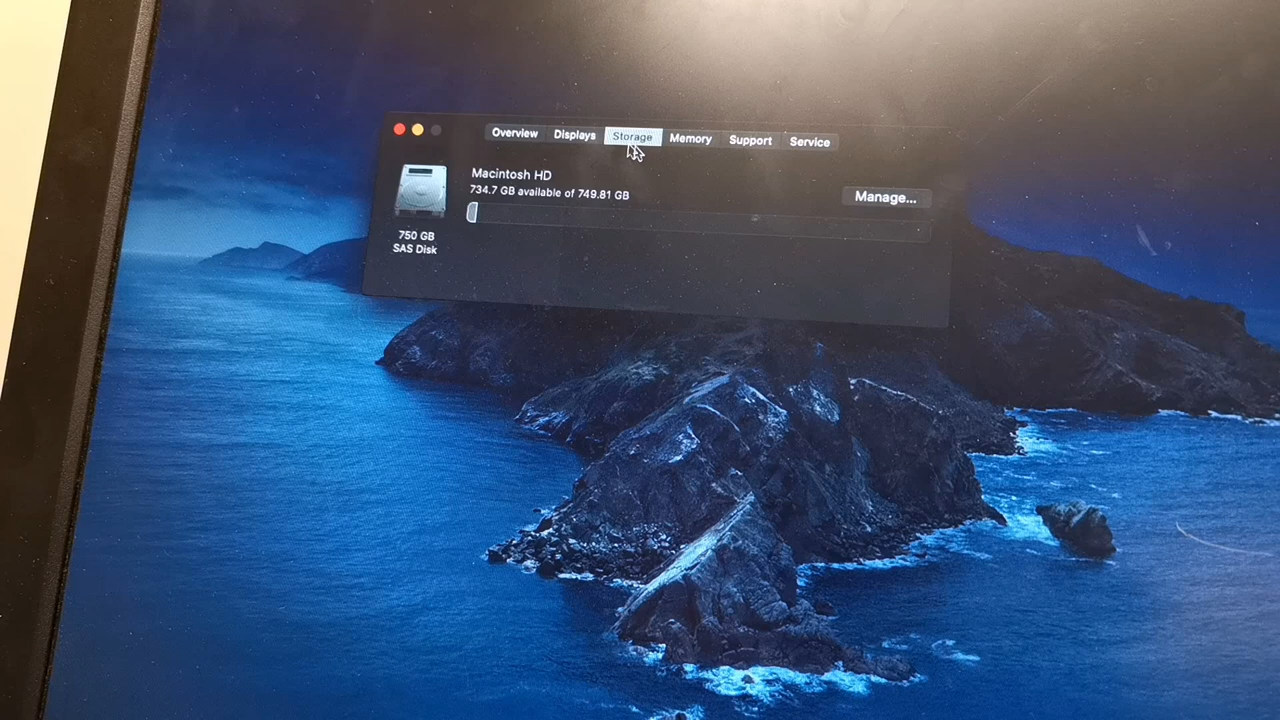 Overview Displays Storage Memory Support Service
Macintosh HD
734.7 GB available of 749.81 GB
Manage...
750 GB
SAS Disk